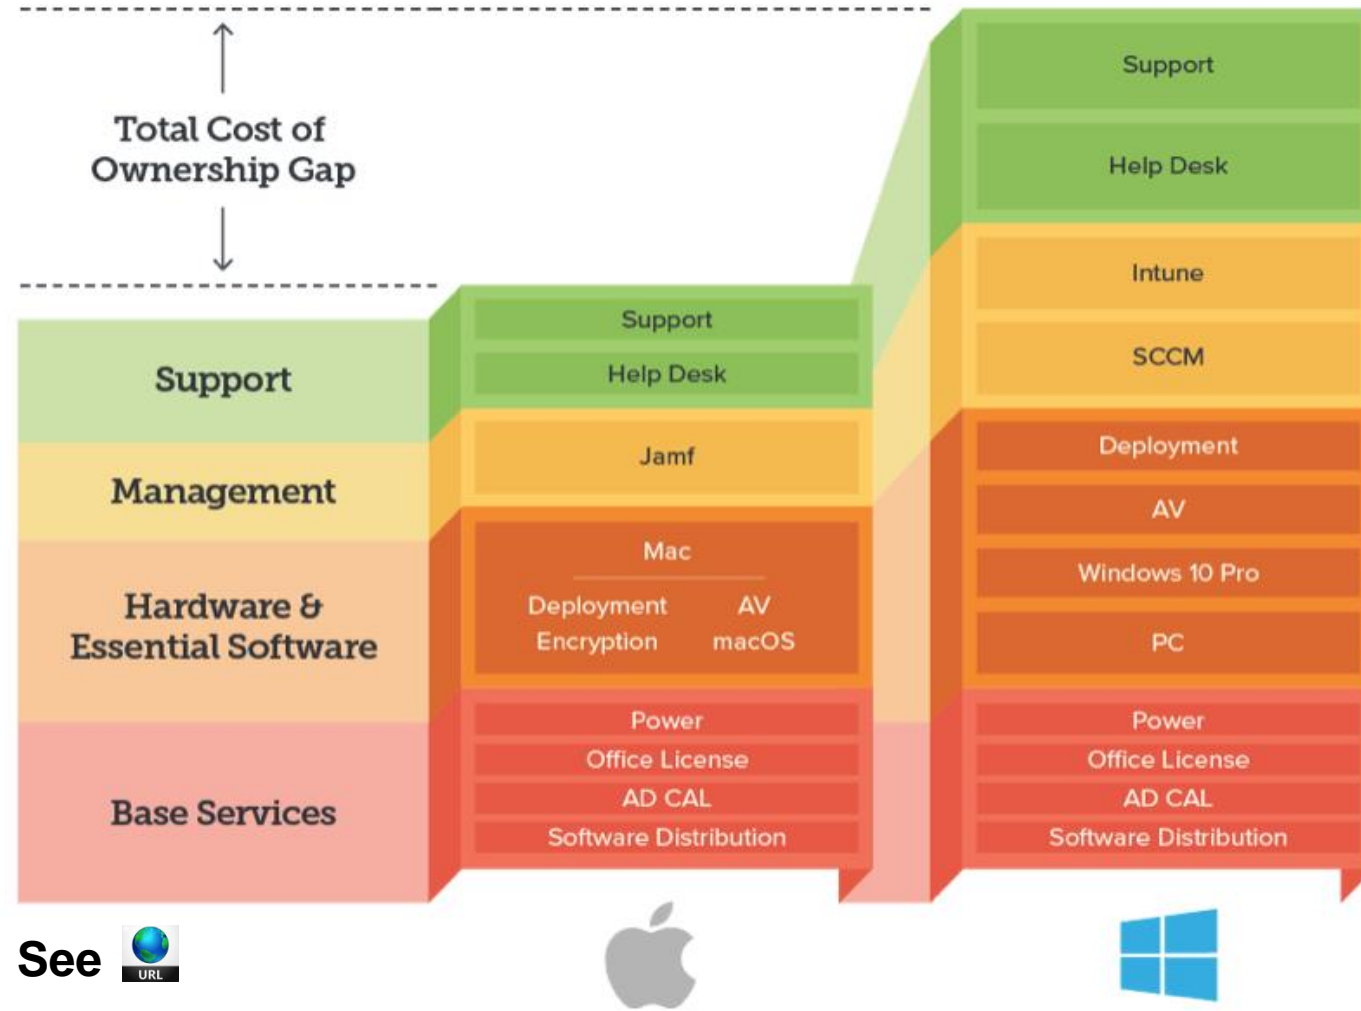 Total Cost of
Ownership Gap
Support
Management
Hardware &
Essential Software
Base Services
Support
Help Desk
Jamf
Mac
Deployment AV
Encryption macOS
Power
Office License
AD CAL
Software Distribution
Support
Help Desk
Intune
SCCM
Deployment
AV
Windows 10 Pro
PC
Power
Office License
AD CAL
Software Distribution
See
URL